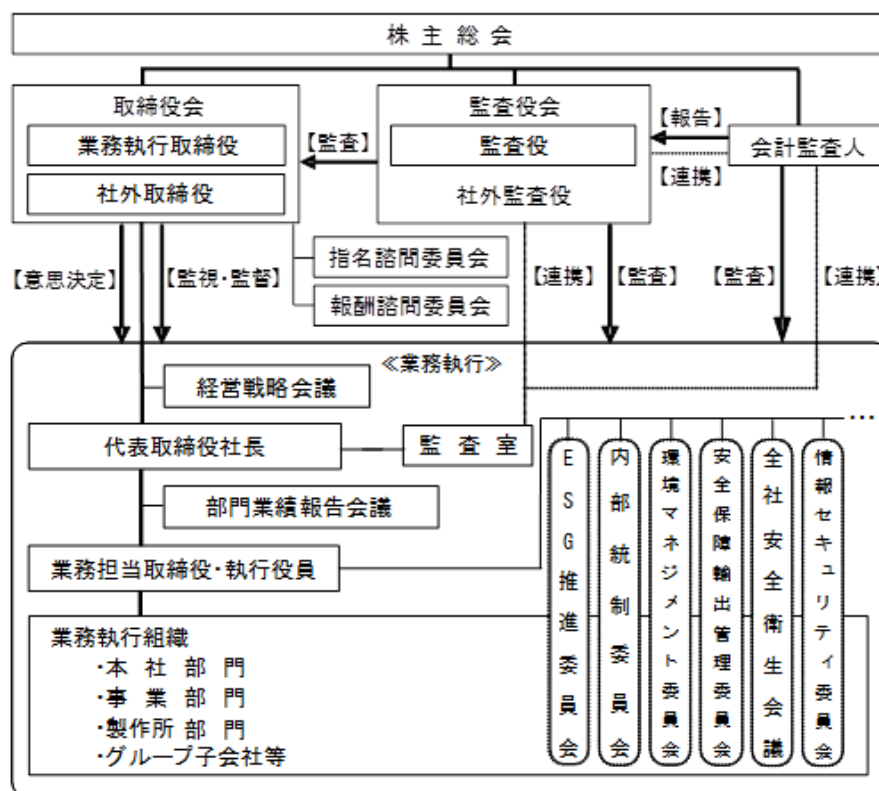 株主総会
取締役会
業務執行取締役
社外取締役
【監査】
監査役会
監査役
社外監査役
【報告】
会計監査人
【連携】
【意思決定】
【監視・監督】
指名諮問委員会
報酬諮問委員会
【連携】
【監査】
【監査】
【連携】
≪業務執行≫
経営戦略会議
代表取締役社長
監査室
部門業績報告会議
業務担当取締役・執行役員
…
ESG推進委員会
内部統制委員会
環境マネジメント委員会
安全保障輸出管理委員会
全社安全衛生会議
情報セキュリティ委員会
業務執行組織
・本社部門
・事業部門
・製作所部門
・グループ子会社等